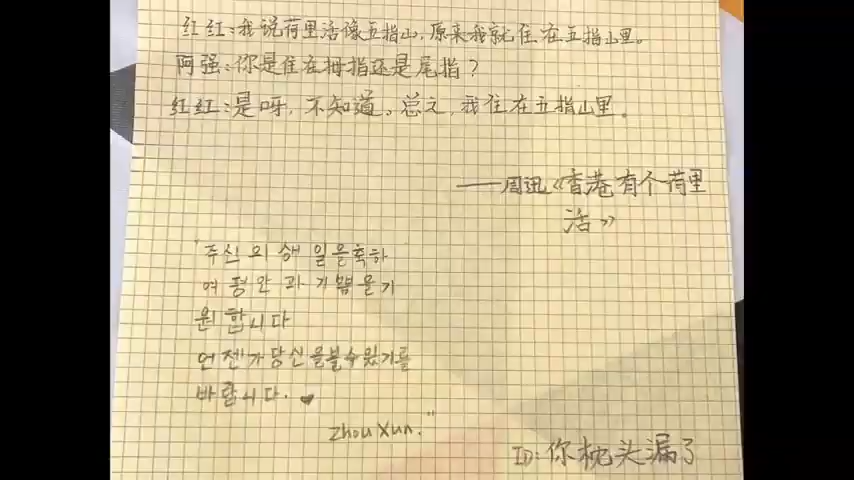 红红:我说荷里活像五指山,原来我就住在五指山里。
阿强:你是住在拇指还是尾指?
红红:是呀,不知道。总之,我住在五指山里。
——周迅《香港有个荷里
活》
"주신의 생일을축하
여 평안과 기쁨을기
원합니다
언젠가당신을볼수있기를
바랍니다.
Zhou Xun."
ID:你枕头漏了